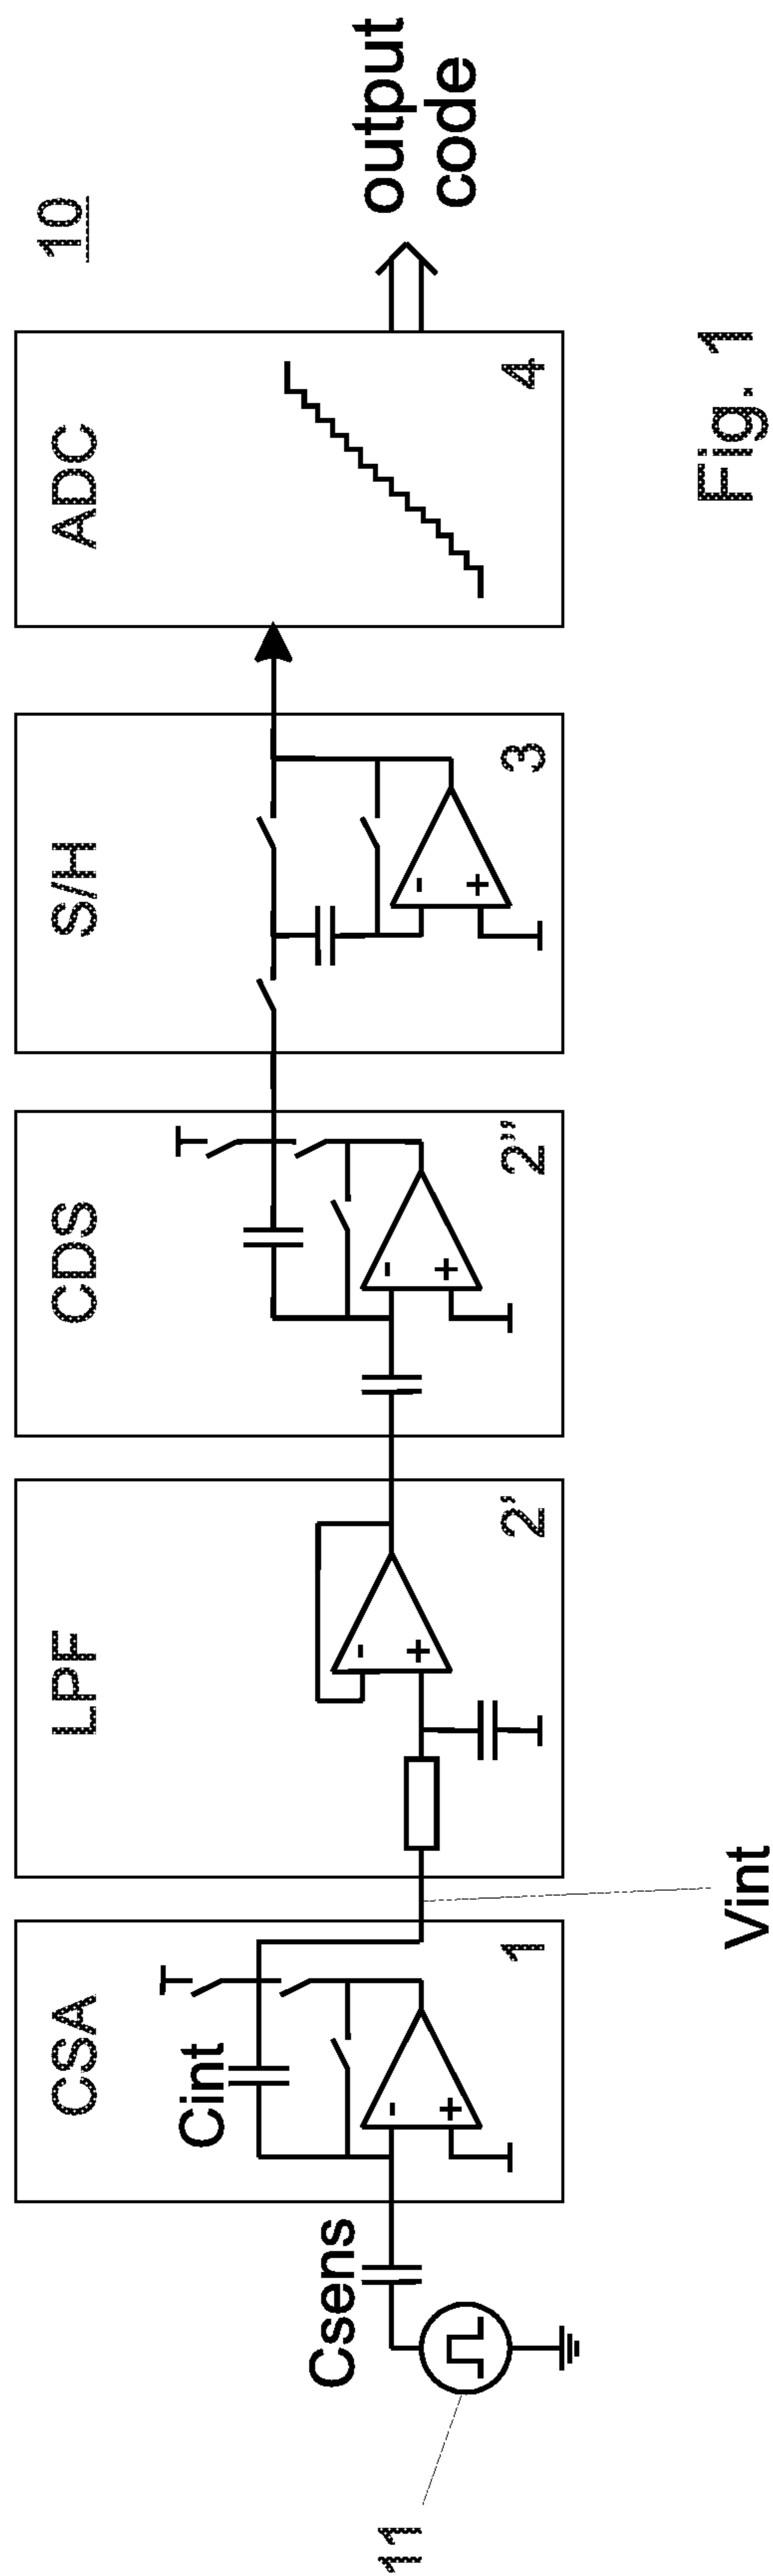 10
CSA
LPF
CDS
S/H
ADC
Cint
Csens
-
+
-
+
-
+
-
+
1
2'
2"
3
4
output
code
11
Vint
Fig. 1